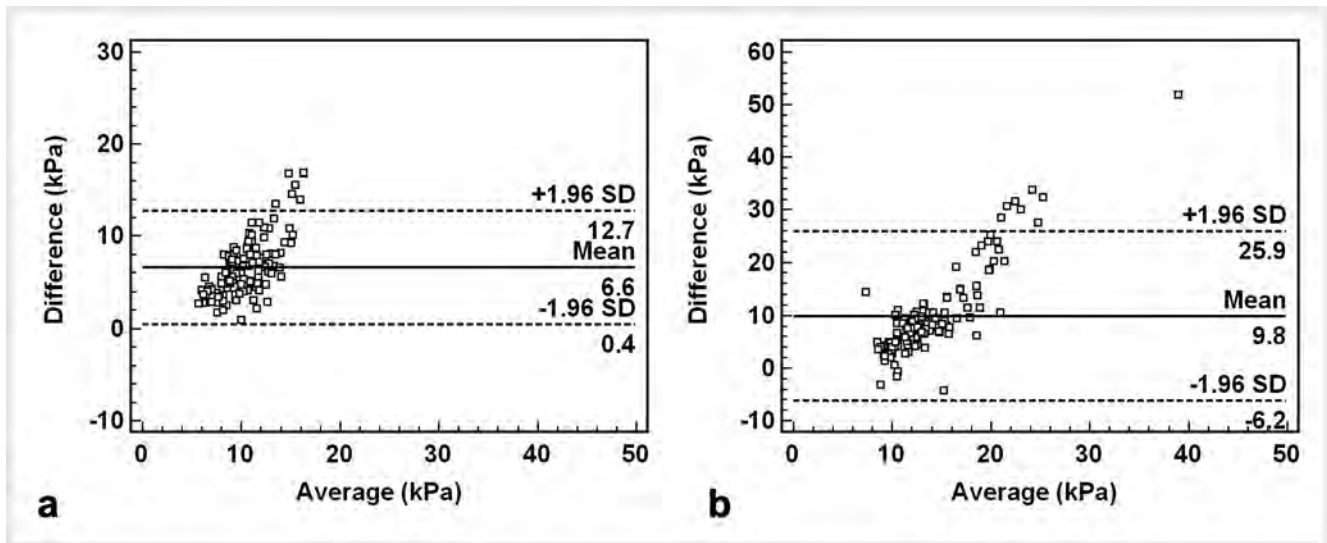 30
20
10
0
-10
Difference (kPa)
+1.96 SD
12.7
Mean
6.6
-1.96 SD
0.4
0 10 20 30 40 50
Average (kPa)
a
60
50
40
30
20
10
0
-10
Difference (kPa)
+1.96 SD
25.9
Mean
9.8
-1.96 SD
-6.2
0 10 20 30 40 50
Average (kPa)
b